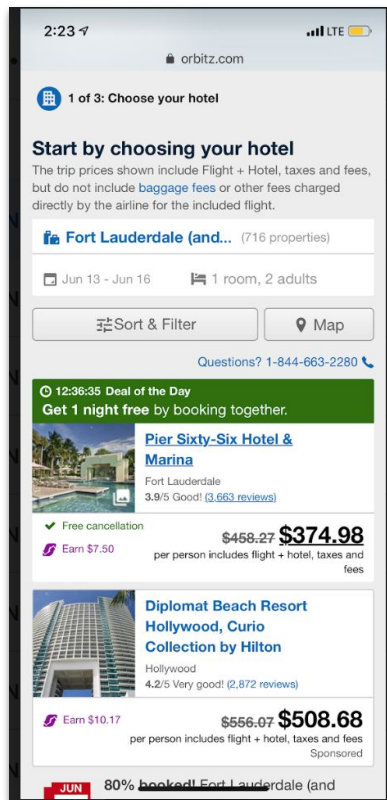 2:23
LTE
orbitz.com
1 of 3: Choose your hotel
Start by choosing your hotel
The trip prices shown include Flight + Hotel, taxes and fees,
but do not include baggage fees or other fees charged
directly by the airline for the included flight.
Fort Lauderdale (and... (716 properties)
Jun 13 - Jun 16 1 room, 2 adults
Sort & Filter
Map
Questions? 1-844-663-2280
12:36:35 Deal of the Day
Get 1 night free by booking together.
Pier Sixty-Six Hotel &
Marina
Fort Lauderdale
3.9/5 Good! (3,663 reviews)
Free cancellation
Earn $7.50
$458.27 $374.98
per person includes flight + hotel, taxes and
fees
Diplomat Beach Resort
Hollywood, Curio
Collection by Hilton
Hollywood
4.2/5 Very good! (2,872 reviews)
Earn $10.17
$556.07 $508.68
per person includes flight + hotel, taxes and fees
Sponsored
JUN
80% booked! Fort Lauderdale (and